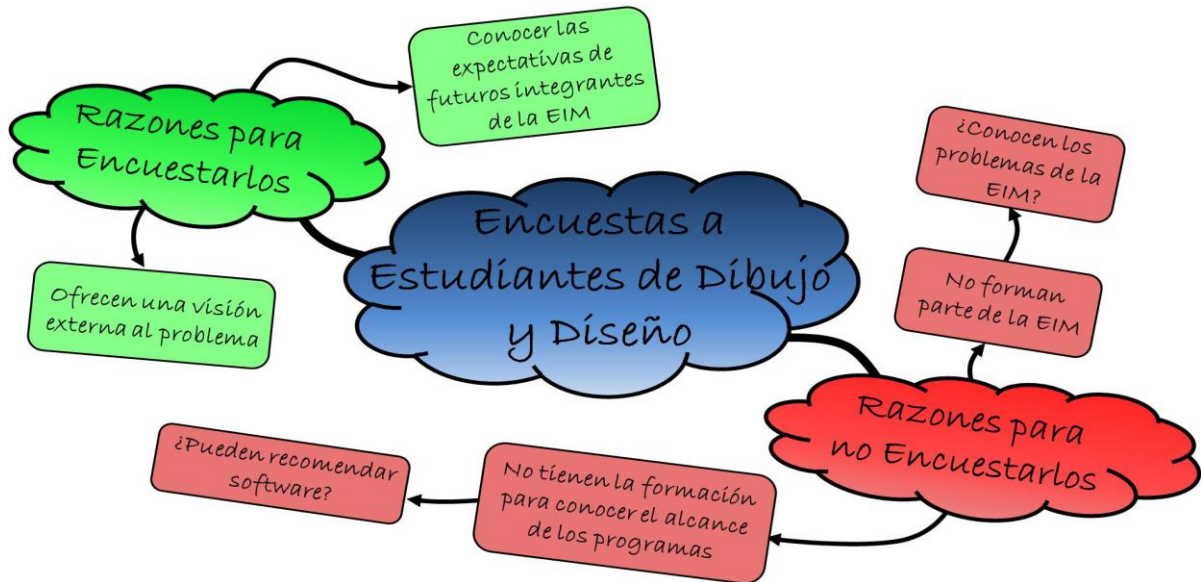 Conocer las
expectativas de
futuros integrantes
de la EIM
Razones para
Encuestarlos
Ofrecen una visión
externa al problema
Encuestas a
Estudiantes de Dibujo
y Diseño
¿Conocen los
problemas de la
EIM?
No forman
parte de la EIM
Razones para
no Encuestarlos
No tienen la formación
para conocer el alcance
de los programas
¿Pueden recomendar
software?